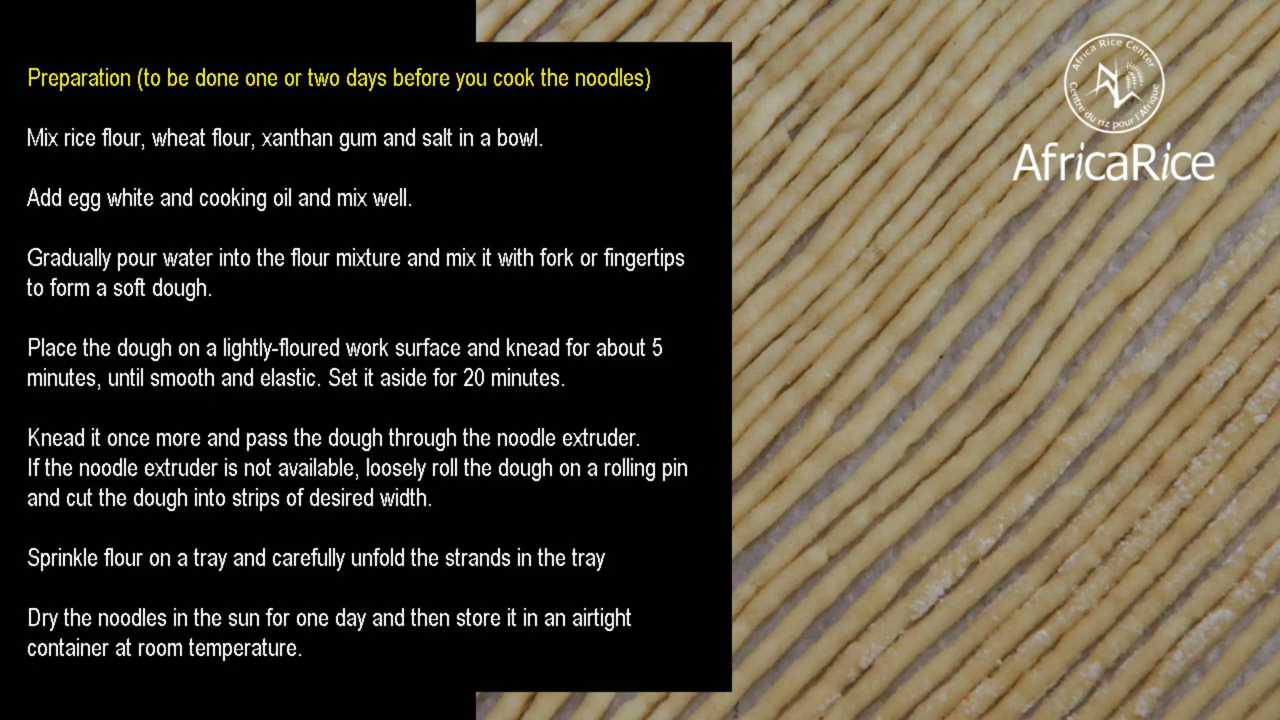 Preparation (to be done one or two days before you cook the noodles)
Mix rice flour, wheat flour, xanthan gum and salt in a bowl.
Add egg white and cooking oil and mix well.
Gradually pour water into the flour mixture and mix it with fork or fingertips
to form a soft dough.
Place the dough on a lightly-floured work surface and knead for about 5
minutes, until smooth and elastic. Set it aside for 20 minutes.
Knead it once more and pass the dough through the noodle extruder.
If the noodle extruder is not available, loosely roll the dough on a rolling pin
and cut the dough into strips of desired width.
Sprinkle flour on a tray and carefully unfold the strands in the tray
Dry the noodles in the sun for one day and then store it in an airtight
container at room temperature.
Africa Rice Center
Centre du riz pour l'Afrique
AfricaRice